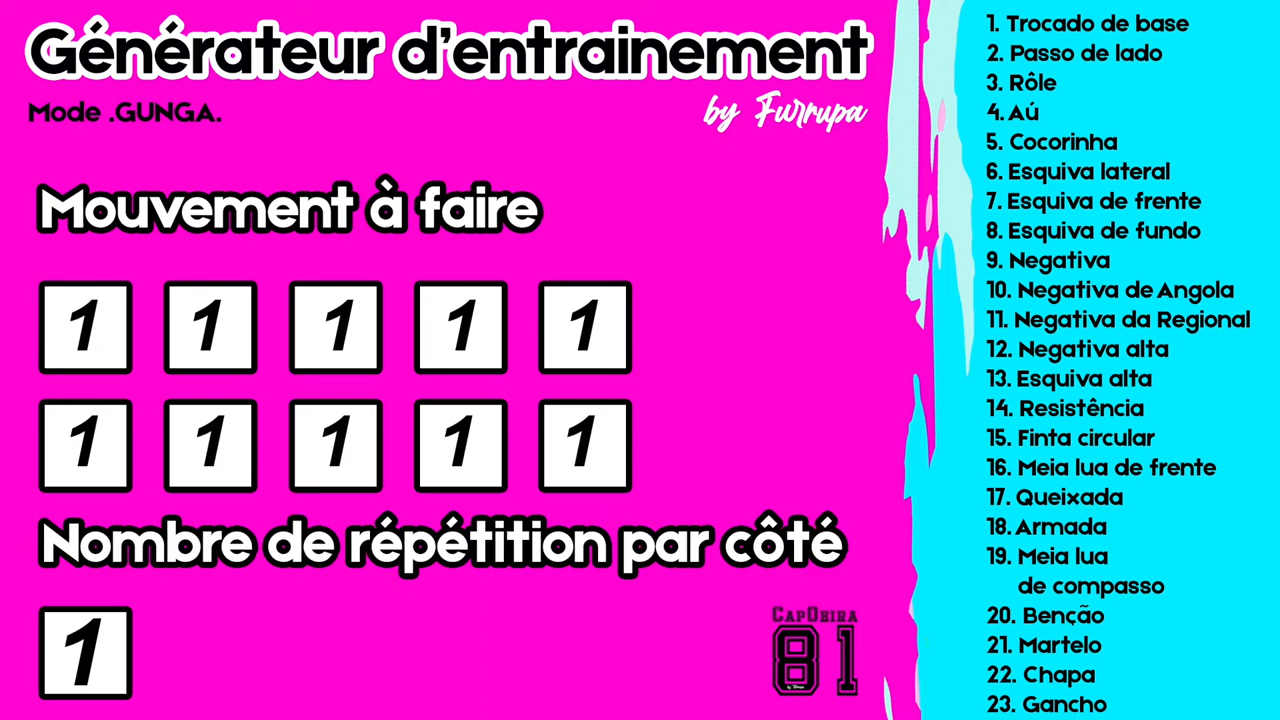 Générateur d'entrainement
Mode .GUNGA.
by Furrupa
Mouvement à faire
1 1 1 1 1
1 1 1 1 1
Nombre de répétition par côté
1
CapOeira
81
1. Trocado de base
2. Passo de lado
3. Rôle
4. Aú
5. Cocorinha
6. Esquiva lateral
7. Esquiva de frente
8. Esquiva de fundo
9. Negativa
10. Negativa de Angola
11. Negativa da Regional
12. Negativa alta
13. Esquiva alta
14. Resistência
15. Finta circular
16. Meia lua de frente
17. Queixada
18. Armada
19. Meia lua
de compasso
20. Benção
21. Martelo
22. Chapa
23. Gancho